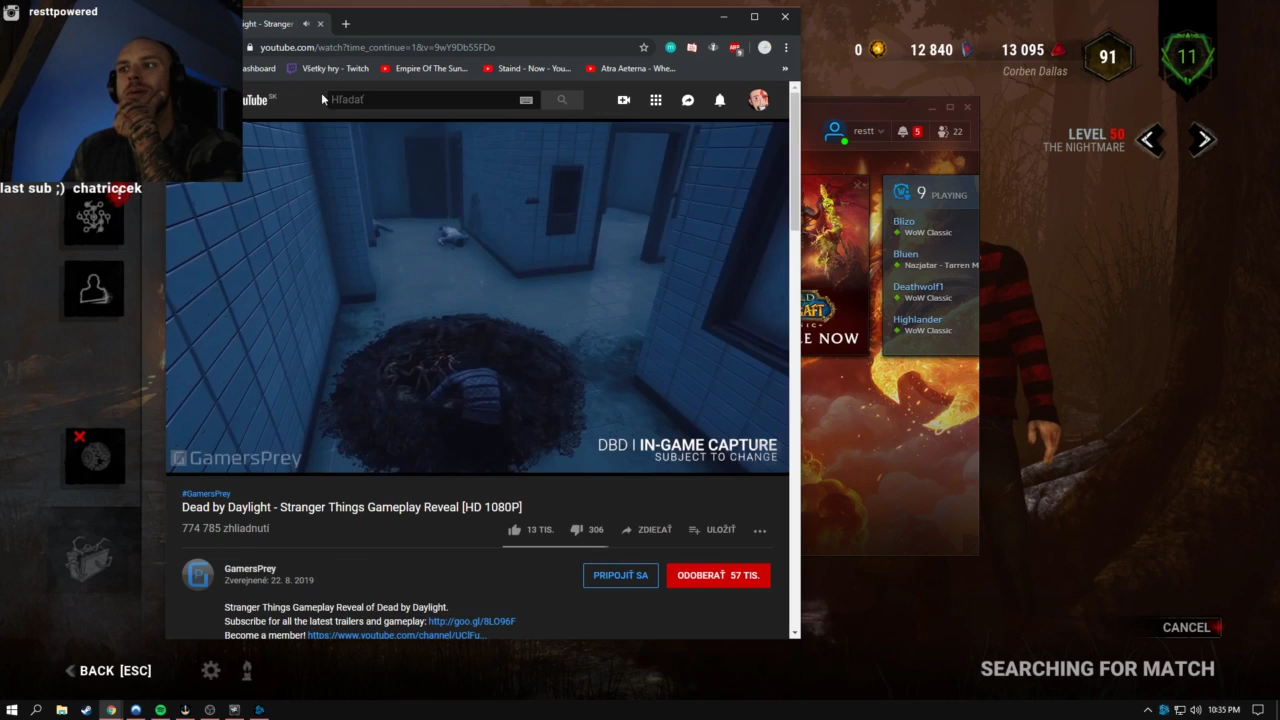 resttpowered
last sub ;) chatriccek
ight - Stranger
youtube.com/watch?time_continue=1&v=9wY9Db55FDo
ashboard
Všetky hry - Twitch
Empire Of The Sun...
Staind - Now - You...
Atra Aeterna - Whe...
»
uTube SK
Hľadať
DBD | IN-GAME CAPTURE
SUBJECT TO CHANGE
GamersPrey
#GamersPrey
Dead by Daylight - Stranger Things Gameplay Reveal [HD 1080P]
774 785 zhliadnutí
13 TIS.
306
ZDIEĽAŤ
ULOŽIŤ
GamersPrey
Zverejnené: 22. 8. 2019
PRIPOJIŤ SA
ODOBERAŤ 57 TIS.
Stranger Things Gameplay Reveal of Dead by Daylight.
Subscribe for all the latest trailers and gameplay: http://goo.gl/8LO96F
Become a member! https://www.youtube.com/channel/UClFu...
restt
5
22
9 PLAYING
Blizo
WoW Classic
Bluen
Nazjatar - Tarren M
Deathwolf1
WoW Classic
Highlander
WoW Classic
E NOW
0
12 840
13 095
Corben Dallas
91
11
LEVEL 50
THE NIGHTMARE
CANCEL
SEARCHING FOR MATCH
BACK [ESC]
10:35 PM